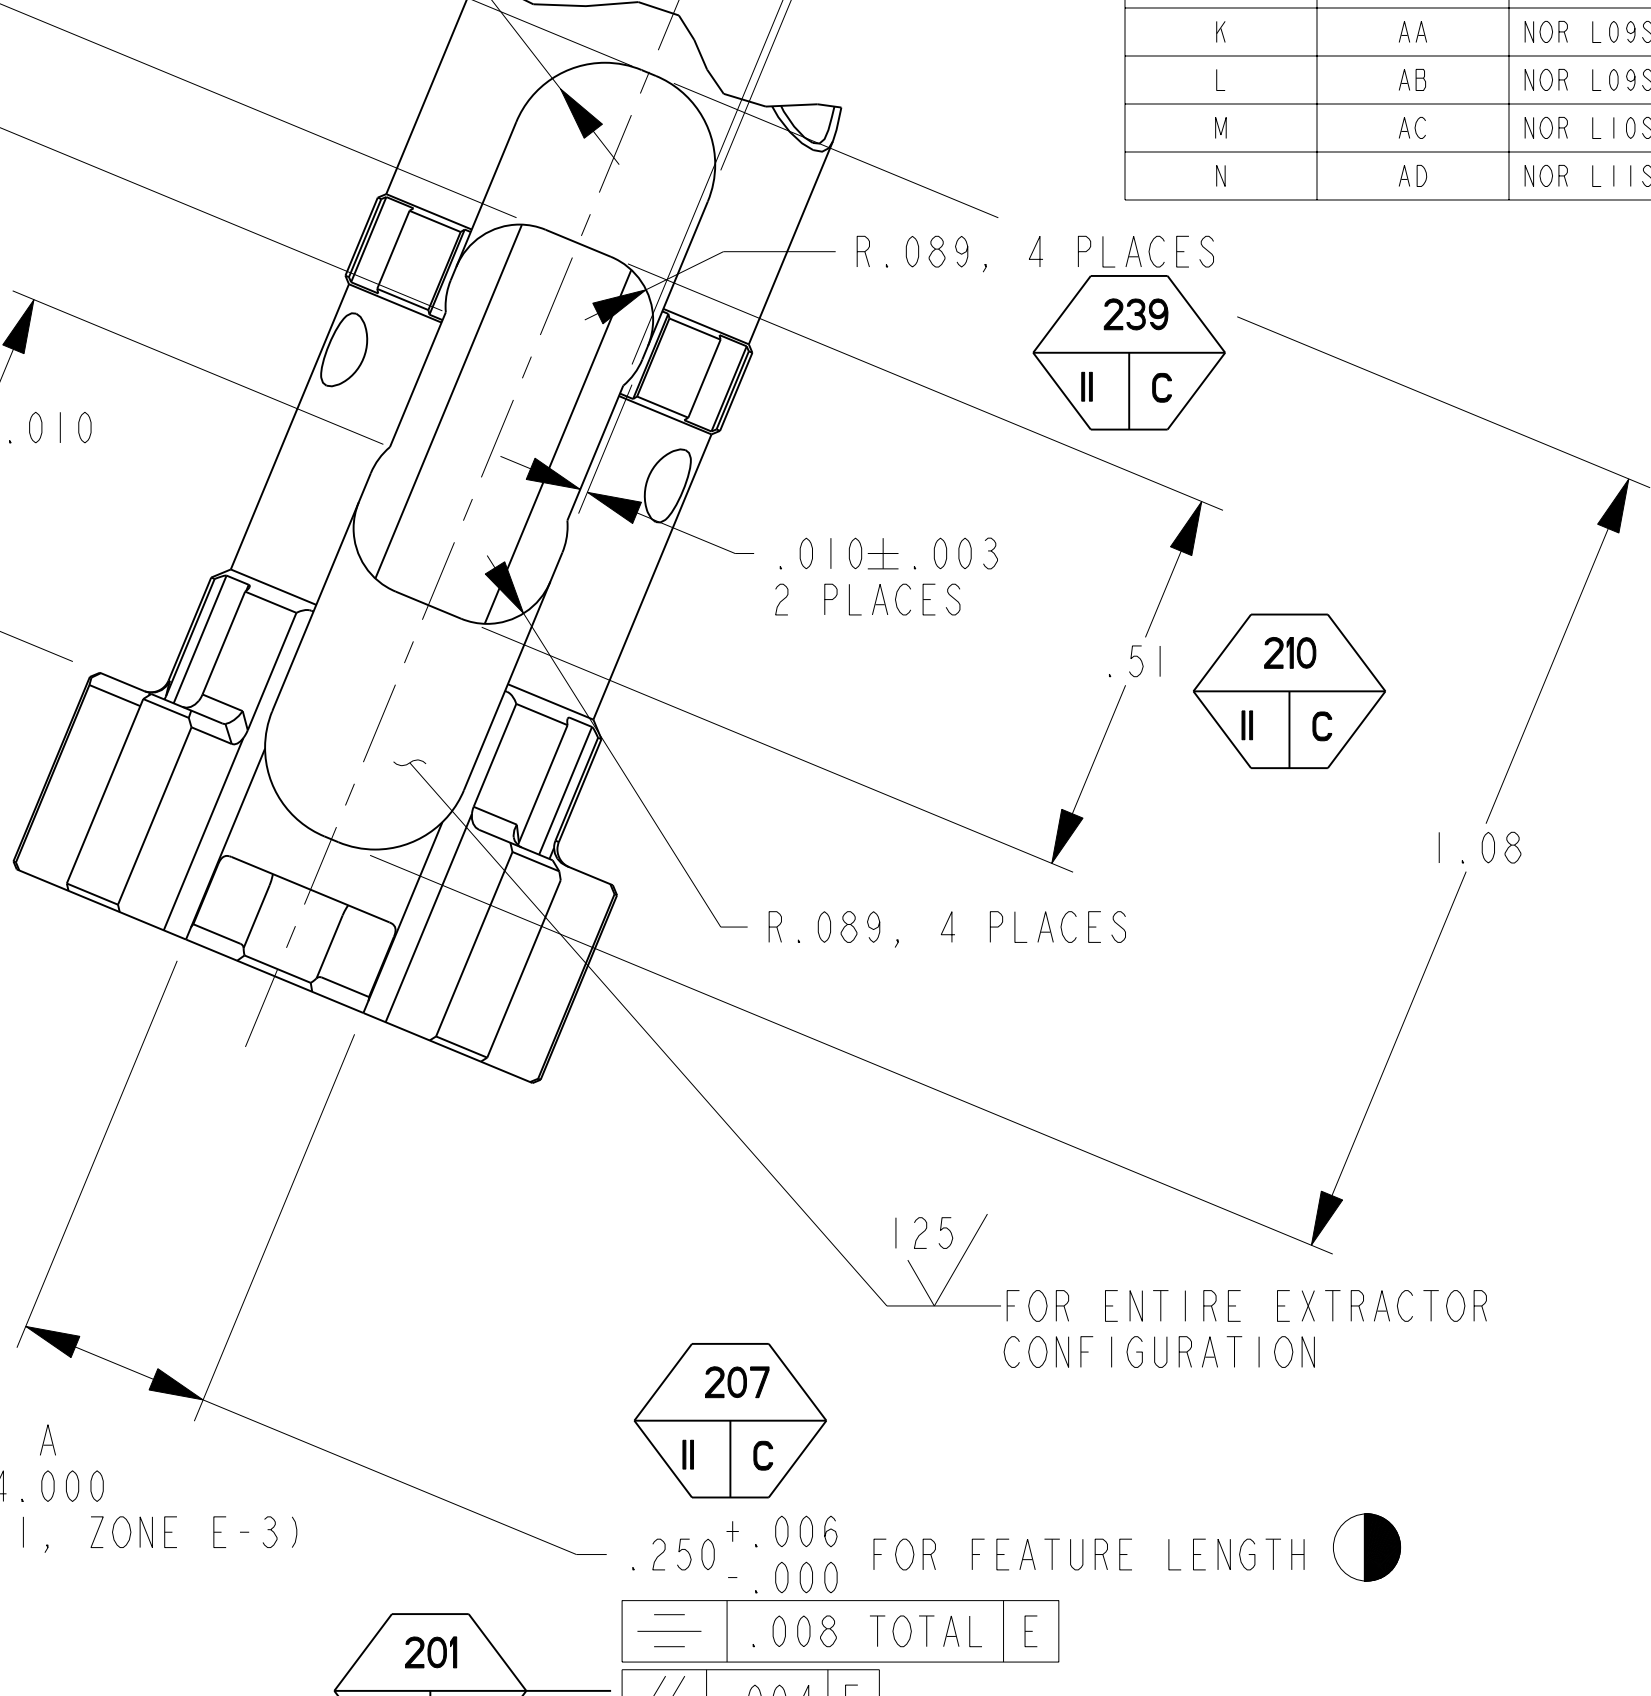 K AA NOR L09S
L AB NOR L09S
M AC NOR L10S
N AD NOR L11S
R.089, 4 PLACES
239
II C
.010
.010±.003
2 PLACES
.51
210
II C
1.08
R.089, 4 PLACES
125
FOR ENTIRE EXTRACTOR
CONFIGURATION
207
II C
A
4.000
1, ZONE E-3)
.250 +.006 -.000 FOR FEATURE LENGTH
.008 TOTAL E
201
.004